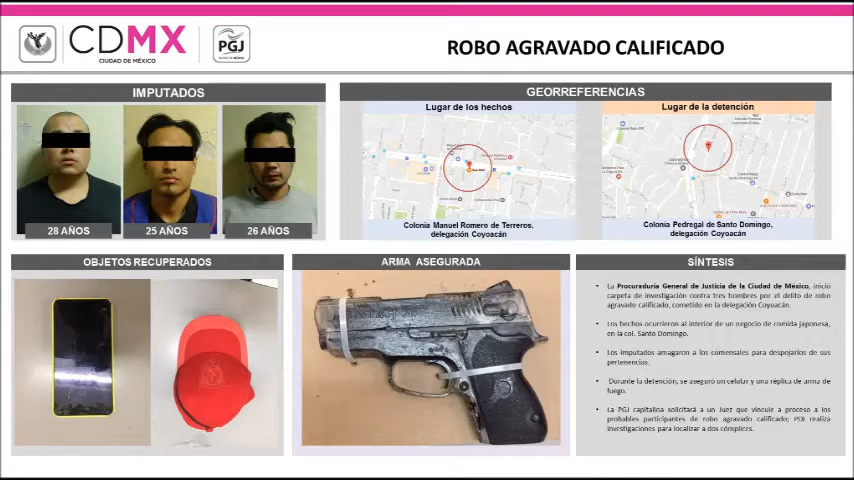 CDMX
CIUDAD DE MÉXICO
PGJ
ROBO AGRAVADO CALIFICADO
IMPUTADOS
28 AÑOS
25 AÑOS
26 AÑOS
GEORREFERENCIAS
Lugar de los hechos
Lugar de la detención
Colonia Manuel Romero de Terreros,
delegación Coyoacán
Colonia Pedregal de Santo Domingo,
delegación Coyoacán
OBJETOS RECUPERADOS
ARMA ASEGURADA
SÍNTESIS
• La Procuraduría General de Justicia de la Ciudad de México, inició
carpeta de investigación contra tres hombres por el delito de robo
agravado calificado, cometido en la delegación Coyoacán.
• Los hechos ocurrieron al interior de un negocio de comida japonesa,
en la col. Santo Domingo.
• Los imputados amagaron a los comensales para despojarlos de sus
pertenencias.
• Durante la detención, se aseguró un celular y una réplica de arma de
fuego.
• La PGJ capitalina solicitará a un Juez que vincule a proceso a los
probables participantes de robo agravado calificado; PDI realiza
investigaciones para localizar a dos cómplices.